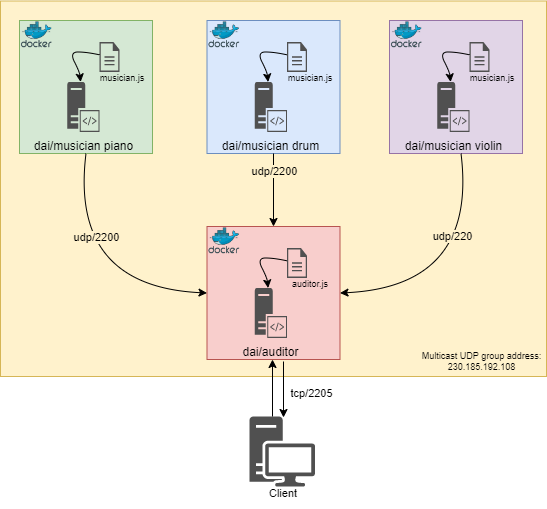 docker
docker
docker
musician.js
musician.js
musician.js
</>
</>
</>
dai/musician piano
dai/musician drum
dai/musician violin
udp/2200
udp/2200
udp/220
docker
auditor.js
</>
dai/auditor
Multicast UDP group address:
230.185.192.108
tcp/2205
Client